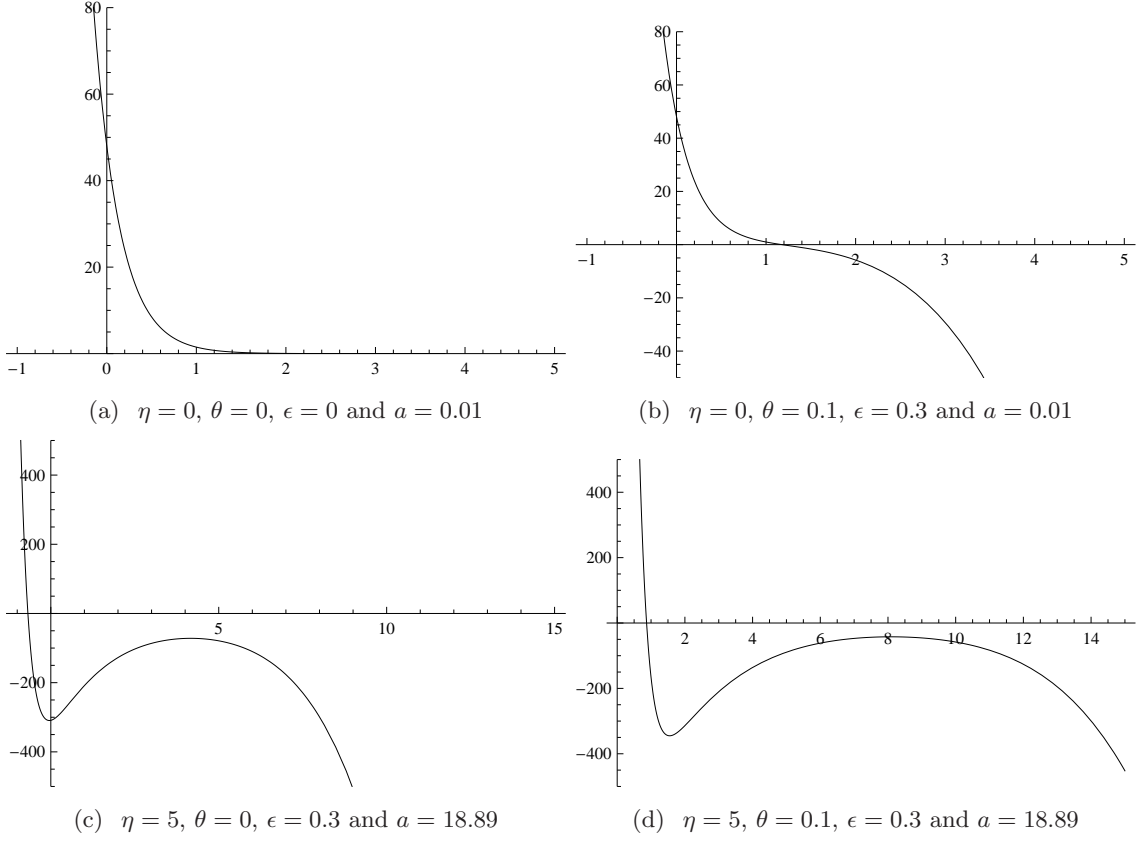 80
60
40
20
−1 0 1 2 3 4 5
(a) η = 0, θ = 0, ϵ = 0 and a = 0.01
80
60
40
20
−1 1 2 3 4 5
−20
−40
(b) η = 0, θ = 0.1, ϵ = 0.3 and a = 0.01
400
200
5 10 15
−200
−400
(c) η = 5, θ = 0, ϵ = 0.3 and a = 18.89
400
200
2 4 6 8 10 12 14
−200
−400
(d) η = 5, θ = 0.1, ϵ = 0.3 and a = 18.89